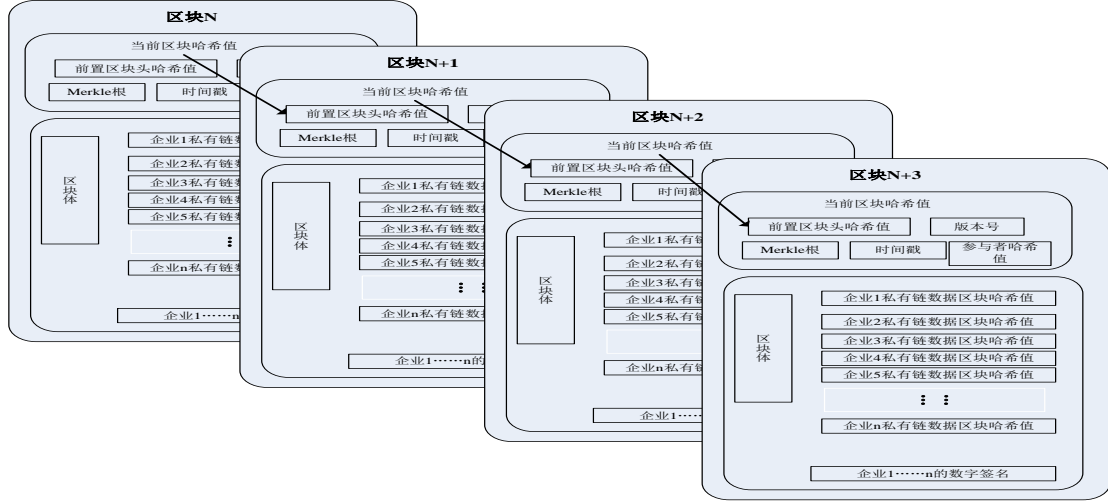 区块N
当前区块哈希值
前置区块头哈希值
Merkle根
时间戳
区块体
企业1私有链数
企业2私有链数
企业3私有链数
企业4私有链数
企业5私有链数
企业n私有链数
企业1……n
区块N+1
当前区块哈希值
前置区块头哈希值
Merkle根
时间戳
区块体
企业1私有链数据
企业2私有链数据
企业3私有链数据
企业4私有链数据
企业5私有链数据
企业n私有链数据
企业1……n的
区块N+2
当前区块哈希值
前置区块头哈希值
Merkle根
时间戳
区块体
企业1私有链
企业2私有链
企业3私有链
企业4私有链
企业5私有链
企业n私有链
企业1……
区块N+3
当前区块哈希值
前置区块头哈希值
版本号
Merkle根
时间戳
参与者哈希
值
区块体
企业1私有链数据区块哈希值
企业2私有链数据区块哈希值
企业3私有链数据区块哈希值
企业4私有链数据区块哈希值
企业5私有链数据区块哈希值
企业n私有链数据区块哈希值
企业1……n的数字签名